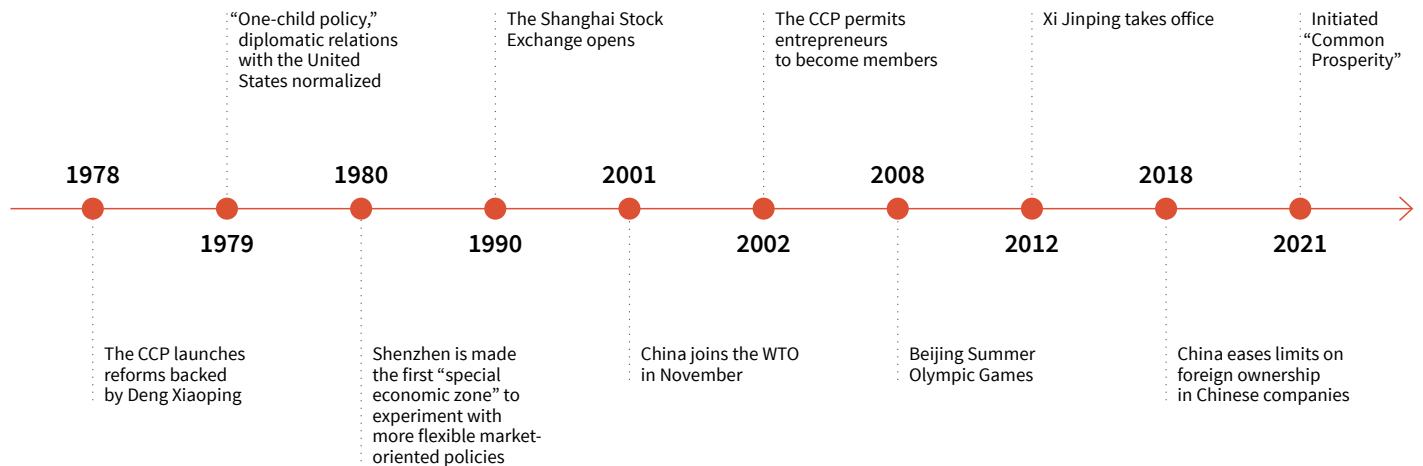 “One-child policy,”
diplomatic relations
with the United
States normalized
The Shanghai Stock
Exchange opens
The CCP permits
entrepreneurs
to become members
Xi Jinping takes office
Initiated
“Common
Prosperity”
1978
1980
2001
2008
2018
1979
1990
2002
2012
2021
The CCP launches
reforms backed
by Deng Xiaoping
Shenzhen is made
the first “special
economic zone” to
experiment with
more flexible market-
oriented policies
China joins the WTO
in November
Beijing Summer
Olympic Games
China eases limits on
foreign ownership
in Chinese companies